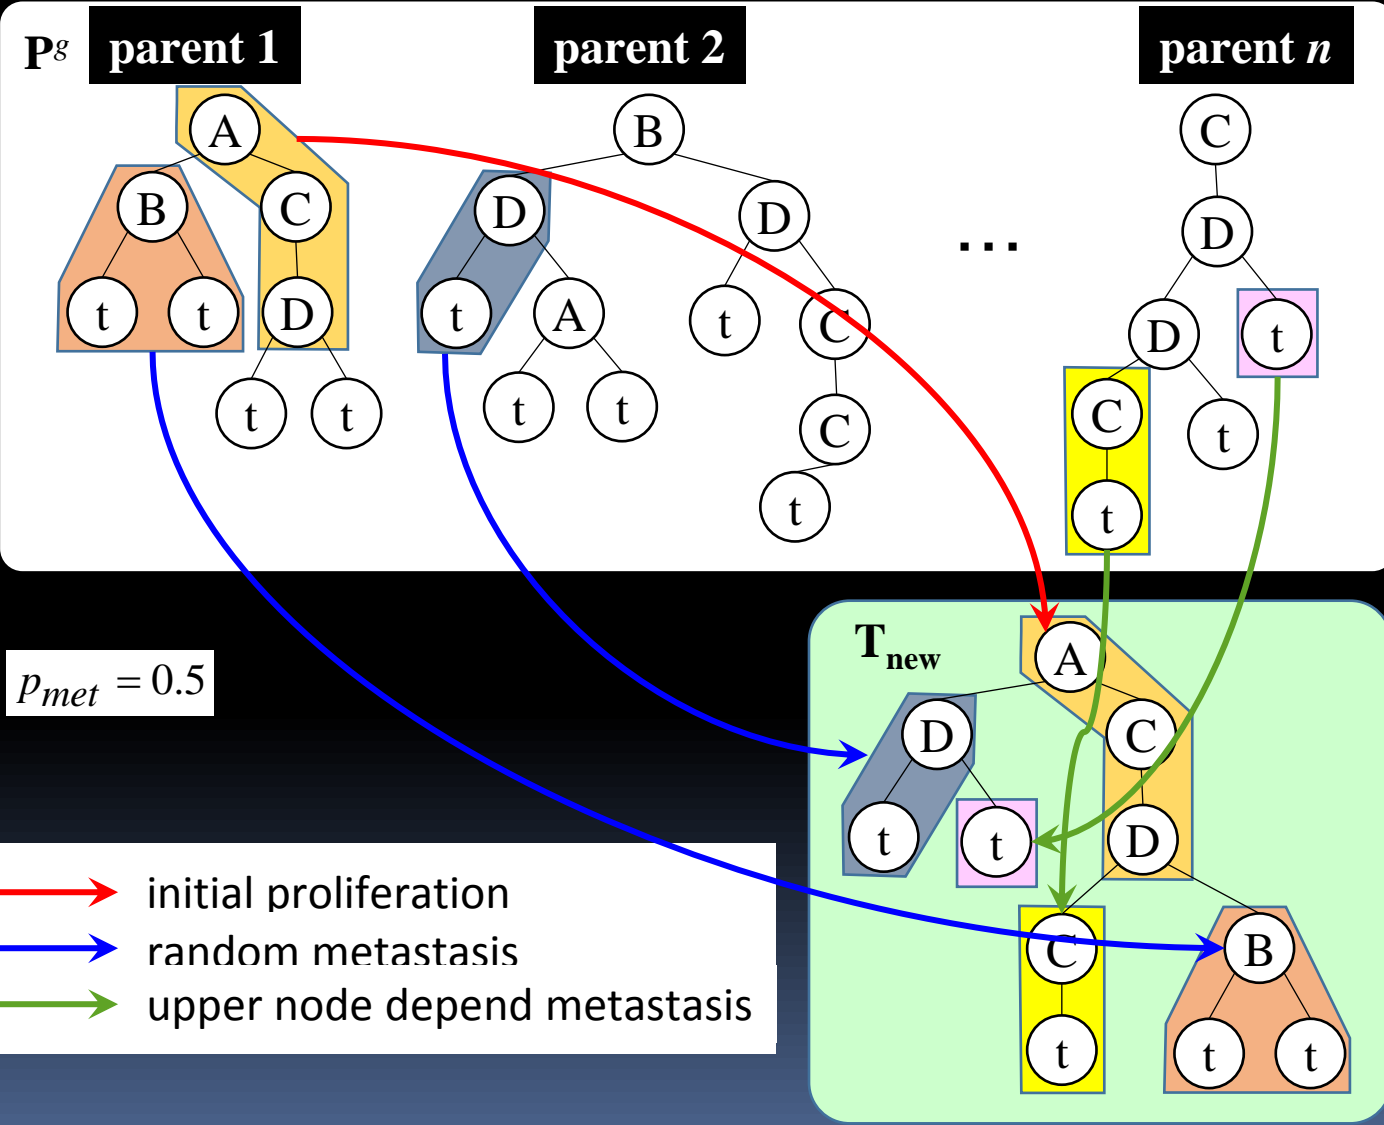 P^g parent 1 parent 2 parent n
A B C
B C D D D
t t D t A t C D t
t t t t C C t
t t
p_met = 0.5
T_new
A
D C
t t D
C B
t t t
initial proliferation
random metastasis
upper node depend metastasis
...